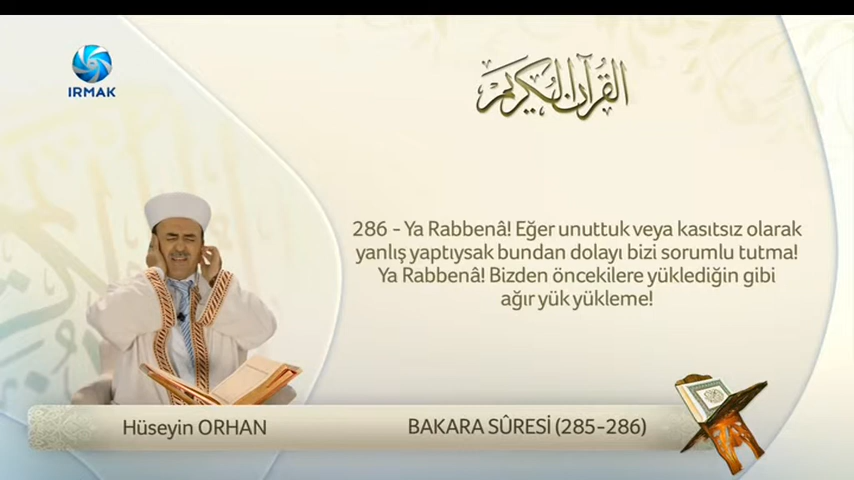 IRMAK
القرآن الكريم
286 - Ya Rabbenâ! Eğer unuttuk veya kasıtsız olarak
yanlış yaptıysak bundan dolayı bizi sorumlu tutma!
Ya Rabbenâ! Bizden öncekilere yüklediğin gibi
ağır yük yükleme!
Hüseyin ORHAN
BAKARA SÛRESİ (285-286)